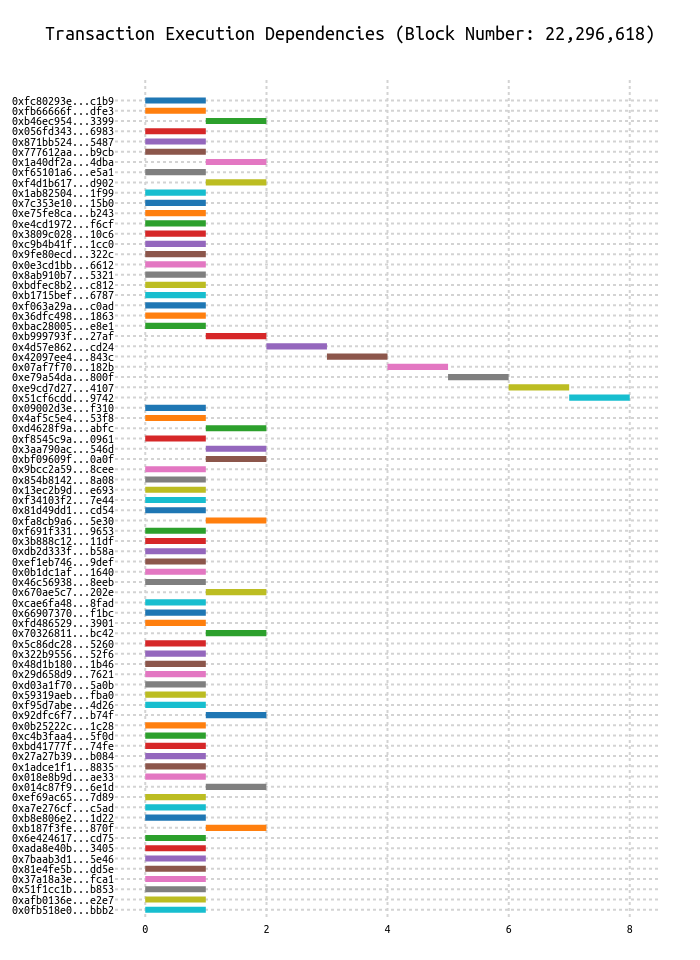 Transaction Execution Dependencies (Block Number: 22,296,618)
0xfc80293e...c1b9
0xfb66666f...dfe3
0xb46ec954...3399
0x056fd343...6983
0x871bb524...5487
0x777612aa...b9cb
0x1a40df2a...4dba
0xf65101a6...e5a1
0xf4d1b617...d902
0x1ab82504...1f99
0x7c353e10...15b0
0xe75fe8ca...b243
0xe4cd1972...f6cf
0x3809c028...10c6
0xc9b4b41f...1cc0
0x9fe80ecd...322c
0x0e3cd1bb...6612
0x8ab910b7...5321
0xbdfec8b2...c812
0xb1715bef...6787
0xf063a29a...c0ad
0x36dfc498...1863
0xbac28005...e8e1
0xb999793f...27af
0x4d57e862...cd24
0x42097ee4...843c
0x07af7f70...182b
0xe79a54da...800f
0xe9cd7d27...4107
0x51cf6cdd...9742
0x09002d3e...f310
0x4af5c5e4...53f8
0xd4628f9a...abfc
0xf8545c9a...0961
0x3aa790ac...546d
0xbf09609f...0a0f
0x9bcc2a59...8cee
0x854b8142...8a08
0x13ec2b9d...e693
0xf34103f2...7e44
0x81d49dd1...cd54
0xfa8cb9a6...5e30
0xf691f331...9653
0x3b888c12...11df
0xdb2d333f...b58a
0xef1eb746...9def
0x0b1dc1af...1640
0x46c56938...8eeb
0x670ae5c7...202e
0xcae6fa48...8fad
0x66907370...f1bc
0xfd486529...3901
0x70326811...bc42
0x5c86dc28...5260
0x322b9556...52f6
0x48d1b180...1b46
0x29d658d9...7621
0xd03a1f70...5a0b
0x59319aeb...fba0
0xf95d7abe...4d26
0x92dfc6f7...b74f
0x0b25222c...1c28
0xc4b3faa4...5f0d
0xbd41777f...74fe
0x27a27b39...b084
0x1adce1f1...8835
0x018e8b9d...ae33
0x014c87f9...6e1d
0xef69ac65...7d89
0xa7e276cf...c5ad
0xb8e806e2...1d22
0xb187f3fe...870f
0x6e424617...cd75
0xada8e40b...3405
0x7baab3d1...5e46
0x81e4fe5b...dd5e
0x37a18a3e...fca1
0x51f1cc1b...b853
0xafb0136e...e2e7
0x0fb518e0...bbb2
0 2 4 6 8